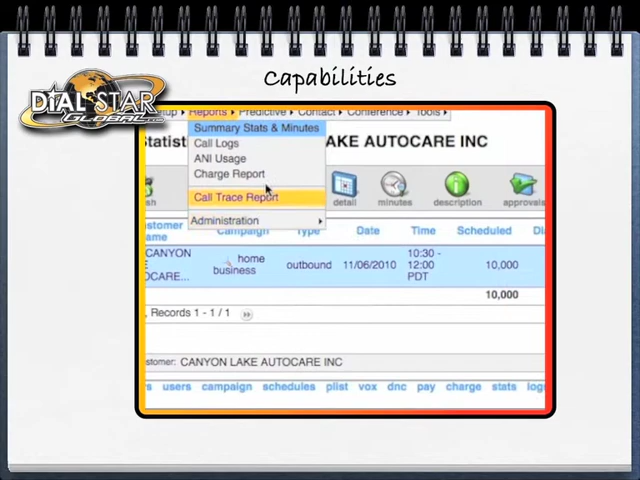 Capabilities
DIAL STAR
GLOBAL
Reports Predictive Contact Conference Tools
Summary Stats & Minutes
Call Logs
ANI Usage
Charge Report
Call Trace Report
Administration
AKE AUTOCARE INC
detail minutes description approvals
Campaign Type Date Time Scheduled
CANYON
home
business
outbound
11/06/2010
10:30 -
12:00
PDT
10,000
10,000
Records 1 - 1 / 1
CANYON LAKE AUTOCARE INC
users campaign schedules plist vox dnc pay charge stats